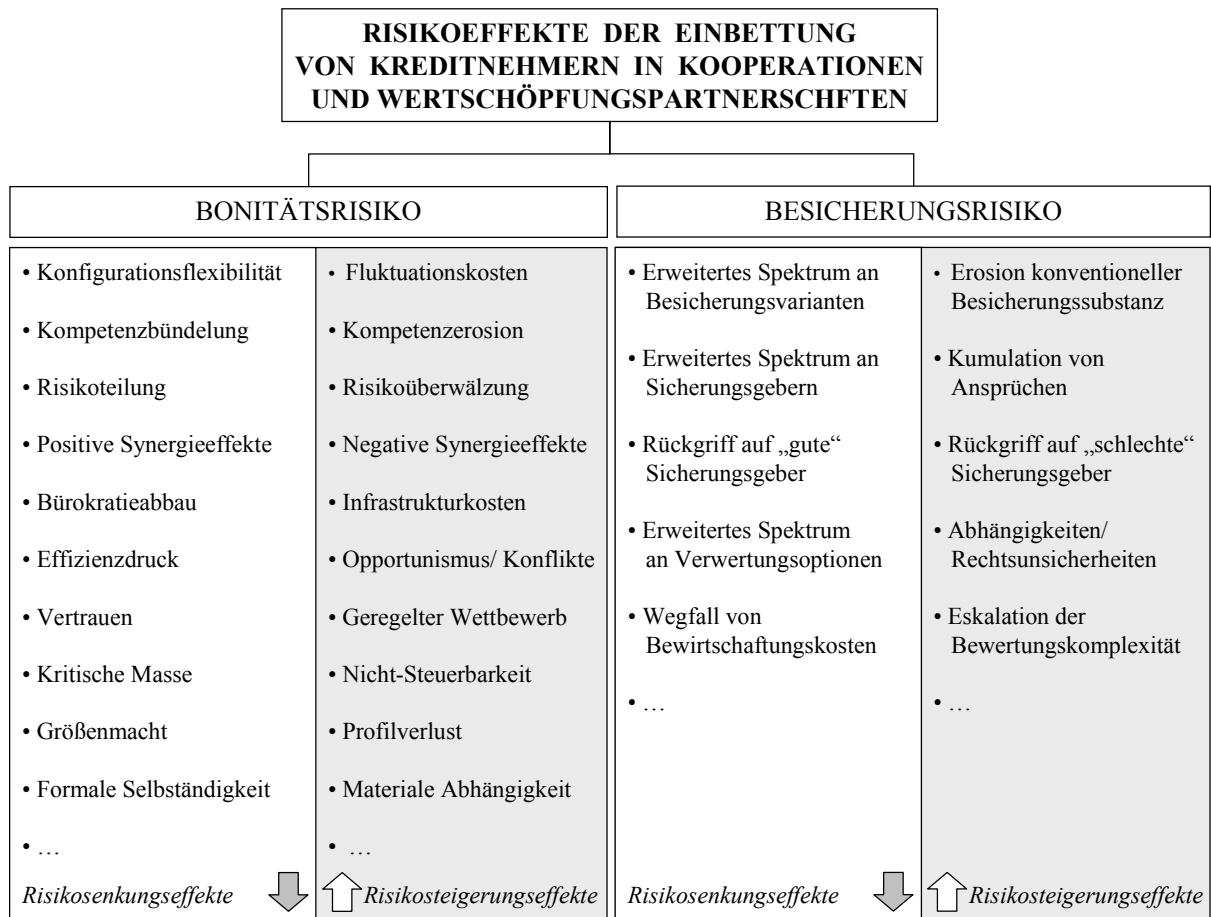 RISIKOEFFEKTE DER EINBETTUNG
VON KREDITNEHMERN IN KOOPERATIONEN
UND WERTSCHÖPFUNGSPARTNERSCHFTEN
BONITÄTSRISIKO
• Konfigurationsflexibilität
• Kompetenzbündelung
• Risikoteilung
• Positive Synergieeffekte
• Bürokratieabbau
• Effizienzdruck
• Vertrauen
• Kritische Masse
• Größenmacht
• Formale Selbständigkeit
• …
Risikosenkungseffekte
• Fluktuationskosten
• Kompetenzerosion
• Risikoüberwälzung
• Negative Synergieeffekte
• Infrastrukturkosten
• Opportunismus/ Konflikte
• Geregelter Wettbewerb
• Nicht-Steuerbarkeit
• Profilverlust
• Materiale Abhängigkeit
• …
Risikosteigerungseffekte
BESICHERUNGSRISIKO
• Erweitertes Spektrum an
Besicherungsvarianten
• Erweitertes Spektrum an
Sicherungsgebern
• Rückgriff auf „gute“
Sicherungsgeber
• Erweitertes Spektrum
an Verwertungsoptionen
• Wegfall von
Bewirtschaftungskosten
• …
Risikosenkungseffekte
• Erosion konventioneller
Besicherungssubstanz
• Kumulation von
Ansprüchen
• Rückgriff auf „schlechte“
Sicherungsgeber
• Abhängigkeiten/
Rechtsunsicherheiten
• Eskalation der
Bewertungskomplexität
• …
Risikosteigerungseffekte